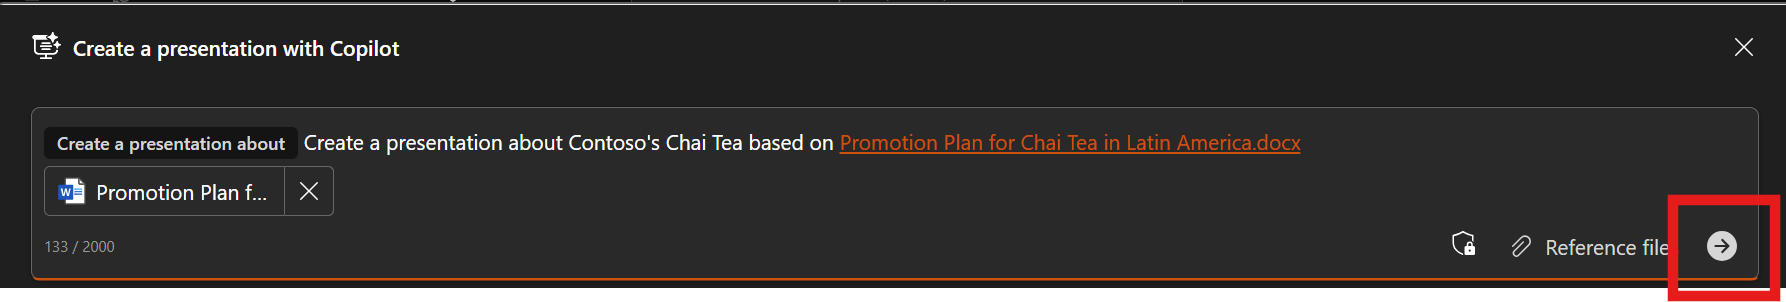 Create a presentation with Copilot
Create a presentation about Create a presentation about Contoso's Chai Tea based on Promotion Plan for Chai Tea in Latin America.docx
Promotion Plan f...
133 / 2000
Reference file